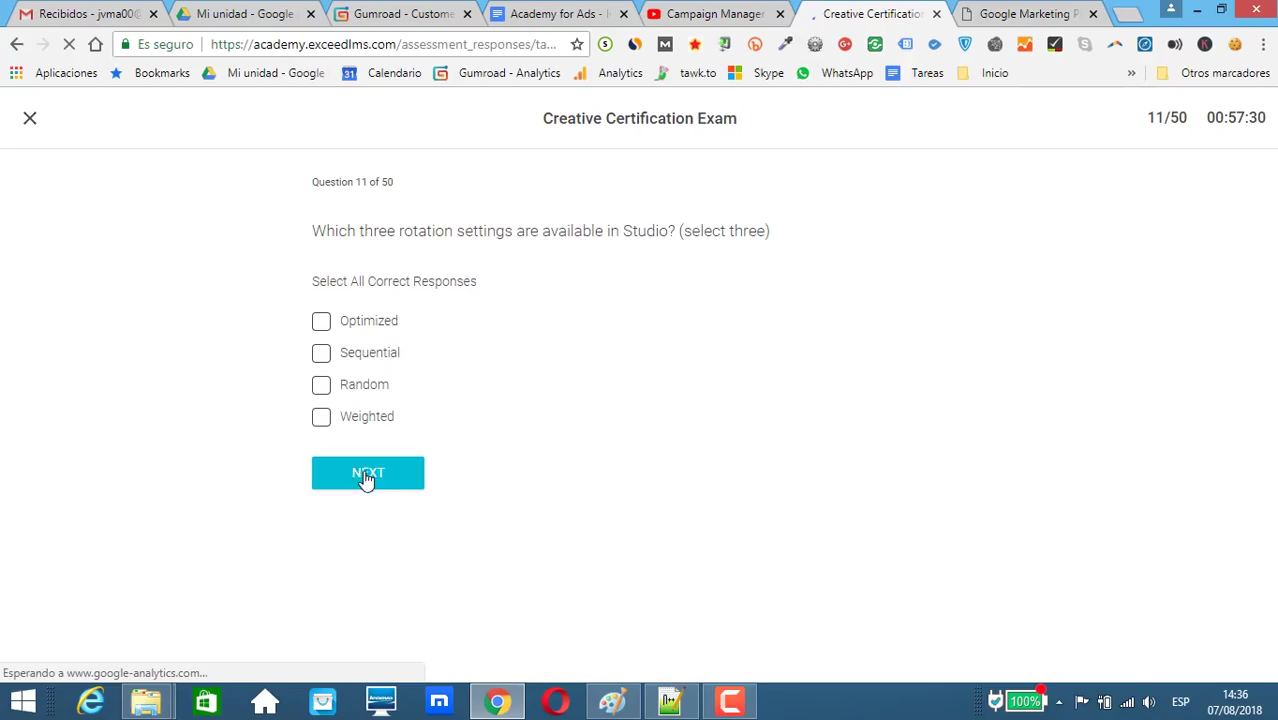 Recibidos - jvma00@
Mi unidad - Google
Gumroad - Custome
Academy for Ads -
Campaign Manager
Creative Certification
Google Marketing P
Es seguro
https://academy.exceedlms.com/assessment_responses/ta...
Aplicaciones
Bookmark
Mi unidad - Google
Calendario
Gumroad - Analytics
Analytics
tawk.to
Skype
WhatsApp
Tareas
Inicio
»
Otros marcadores
Creative Certification Exam
11/50
00:57:30
Question 11 of 50
Which three rotation settings are available in Studio? (select three)
Select All Correct Responses
Optimized
Sequential
Random
Weighted
NEXT
Esperando a www.google-analytics.com...
100%
ESP
14:36
07/08/2018